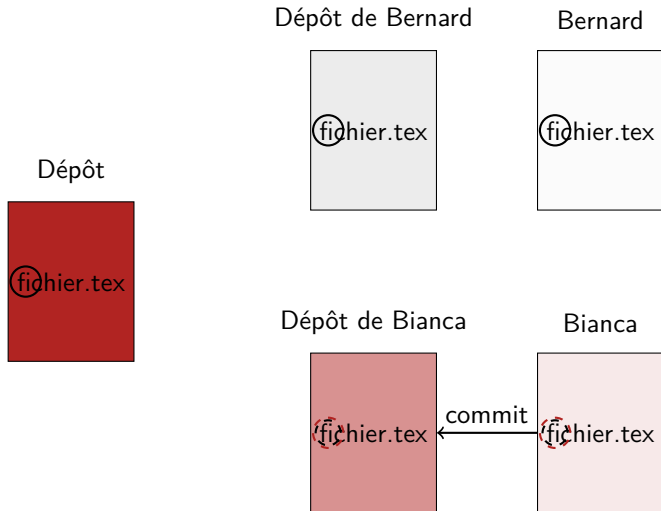 Dépôt de Bernard
Bernard
fichier.tex
fichier.tex
Dépôt
fichier.tex
Dépôt de Bianca
Bianca
fichier.tex
commit
fichier.tex